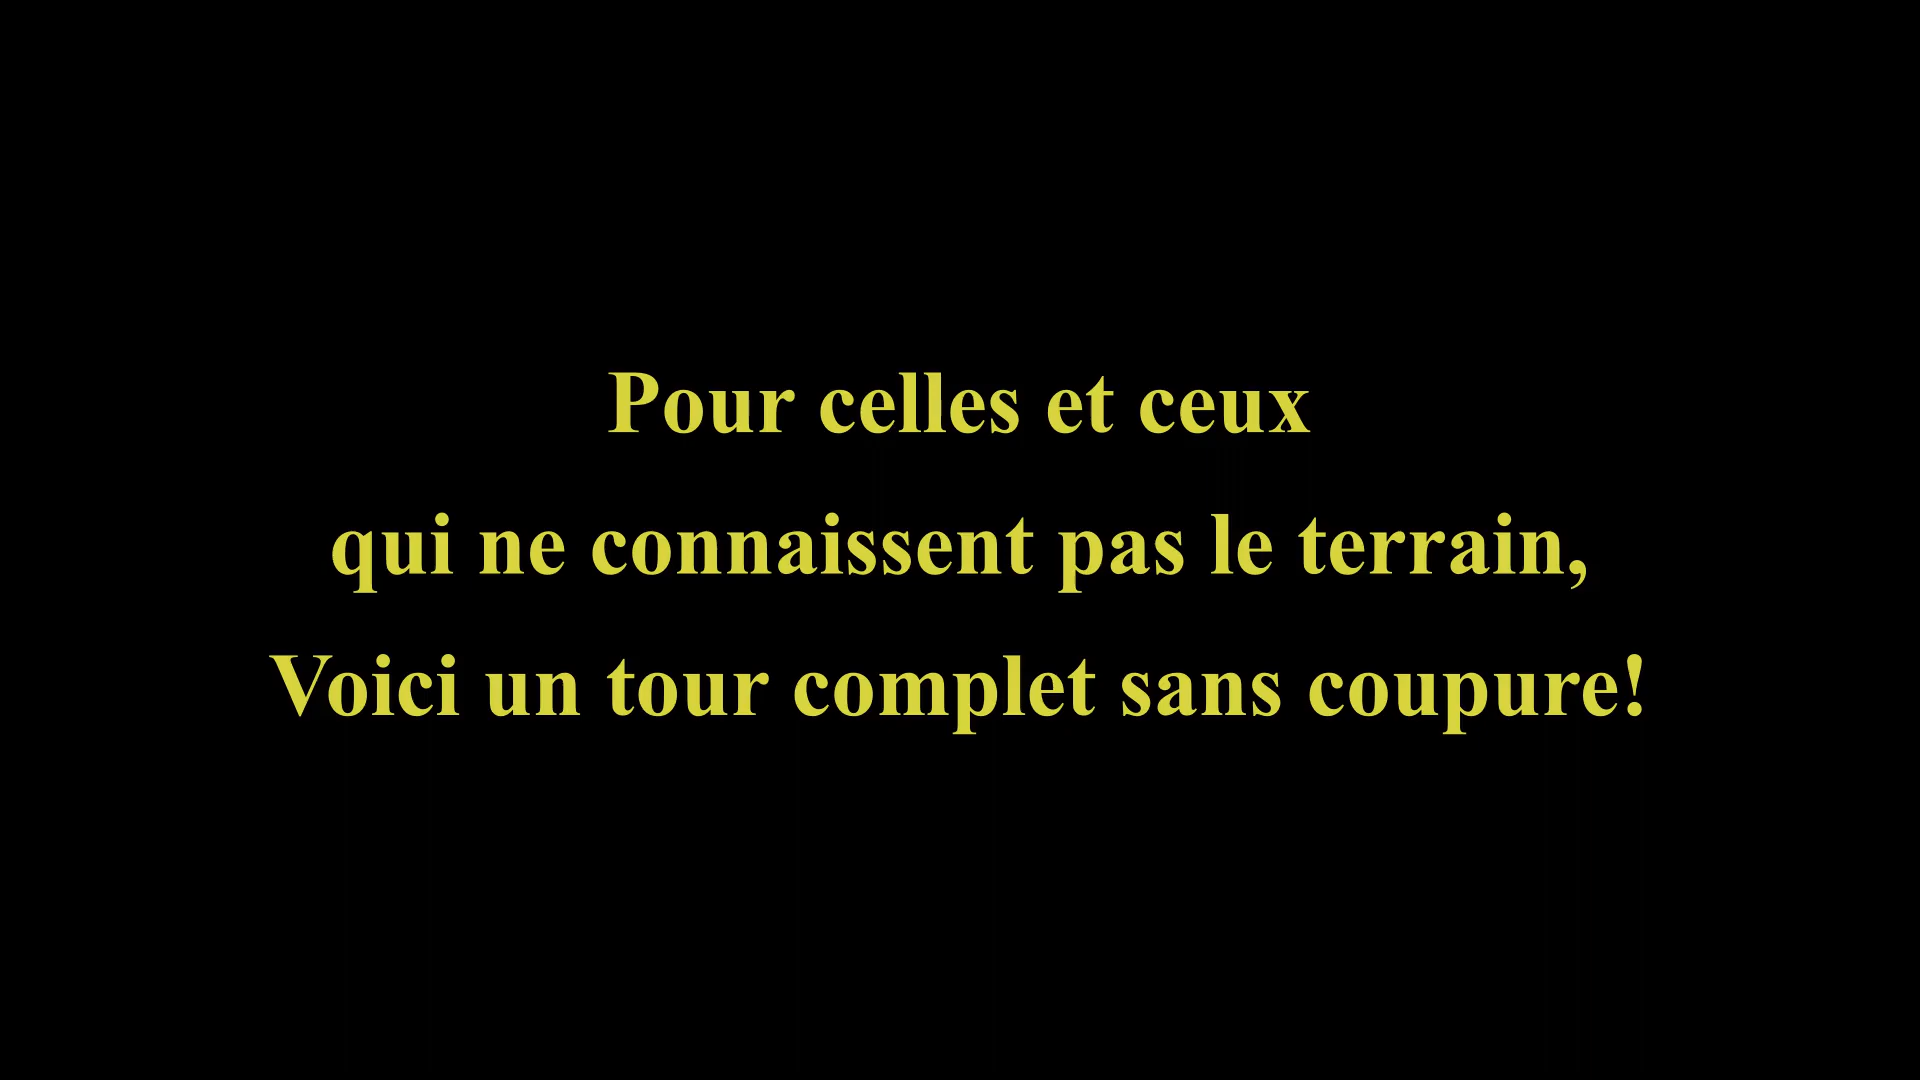 Pour celles et ceux
qui ne connaissent pas le terrain,
Voici un tour complet sans coupure!